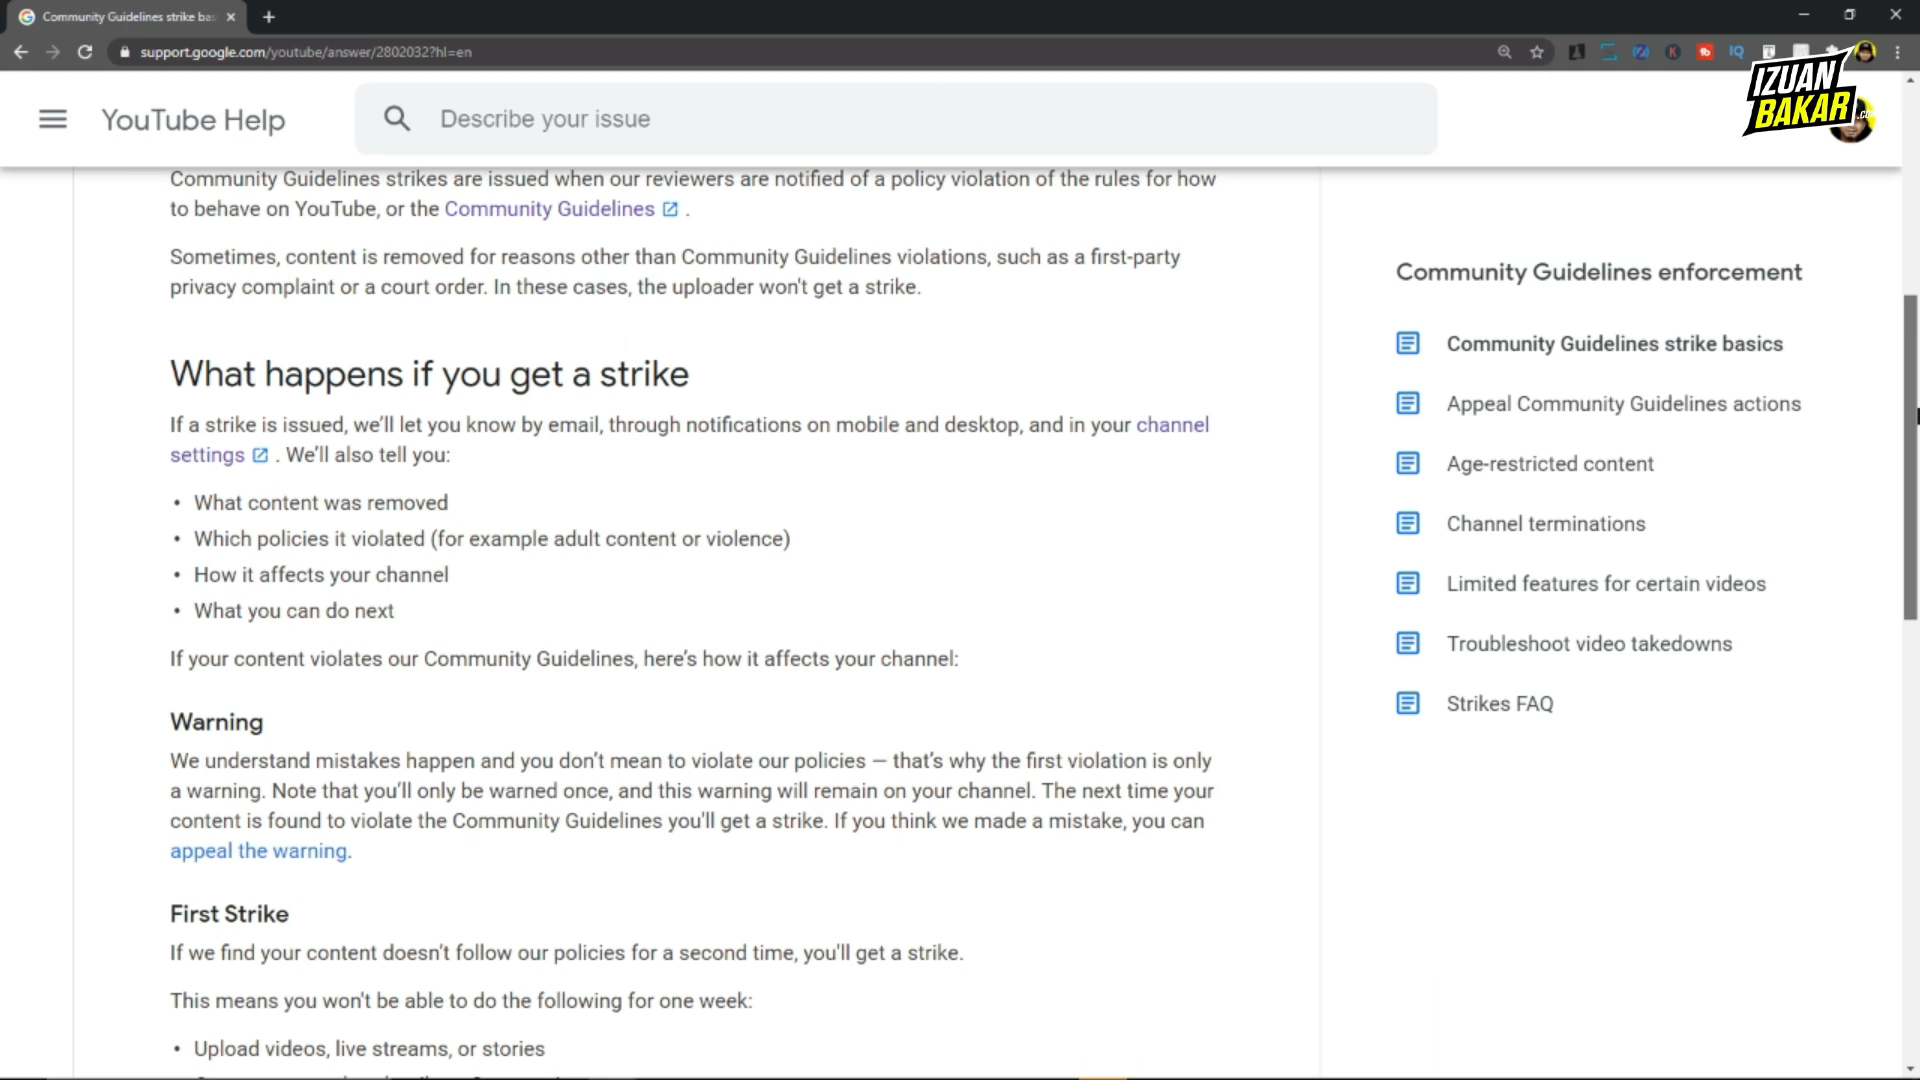 Community Guidelines strike bas
support.google.com/youtube/answer/2802032?hl=en
IQ
IZUAN
BAKAR
.com
YouTube Help
Describe your issue
Community Guidelines strikes are issued when our reviewers are notified of a policy violation of the rules for how
to behave on YouTube, or the Community Guidelines .
Sometimes, content is removed for reasons other than Community Guidelines violations, such as a first-party
privacy complaint or a court order. In these cases, the uploader won't get a strike.
What happens if you get a strike
If a strike is issued, we’ll let you know by email, through notifications on mobile and desktop, and in your channel
settings . We’ll also tell you:
• What content was removed
• Which policies it violated (for example adult content or violence)
• How it affects your channel
• What you can do next
If your content violates our Community Guidelines, here’s how it affects your channel:
Warning
We understand mistakes happen and you don’t mean to violate our policies — that’s why the first violation is only
a warning. Note that you’ll only be warned once, and this warning will remain on your channel. The next time your
content is found to violate the Community Guidelines you'll get a strike. If you think we made a mistake, you can
appeal the warning.
First Strike
If we find your content doesn’t follow our policies for a second time, you'll get a strike.
This means you won't be able to do the following for one week:
• Upload videos, live streams, or stories
Community Guidelines enforcement
Community Guidelines strike basics
Appeal Community Guidelines actions
Age-restricted content
Channel terminations
Limited features for certain videos
Troubleshoot video takedowns
Strikes FAQ